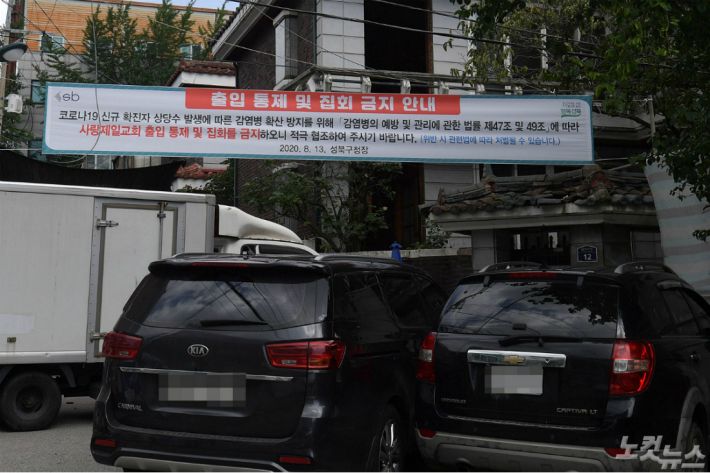 sb
출입 통제 및 집회 금지 안내
코로나19 신규 확진자 상당수 발생에 따른 감염병 확산 방지를 위해 「감염병의 예방 및 관리에 관한 법률 제47조 및 49조」에 따라
사랑제일교회 출입 통제 및 집회를 금지하오니 적극 협조하여 주시기 바랍니다. (위반 시 관련법에 따라 처벌될 수 있습니다.)
2020. 8. 13. 성북구청장
12
KIA
CARNIVAL
CAPTIVA LT
노컷뉴스